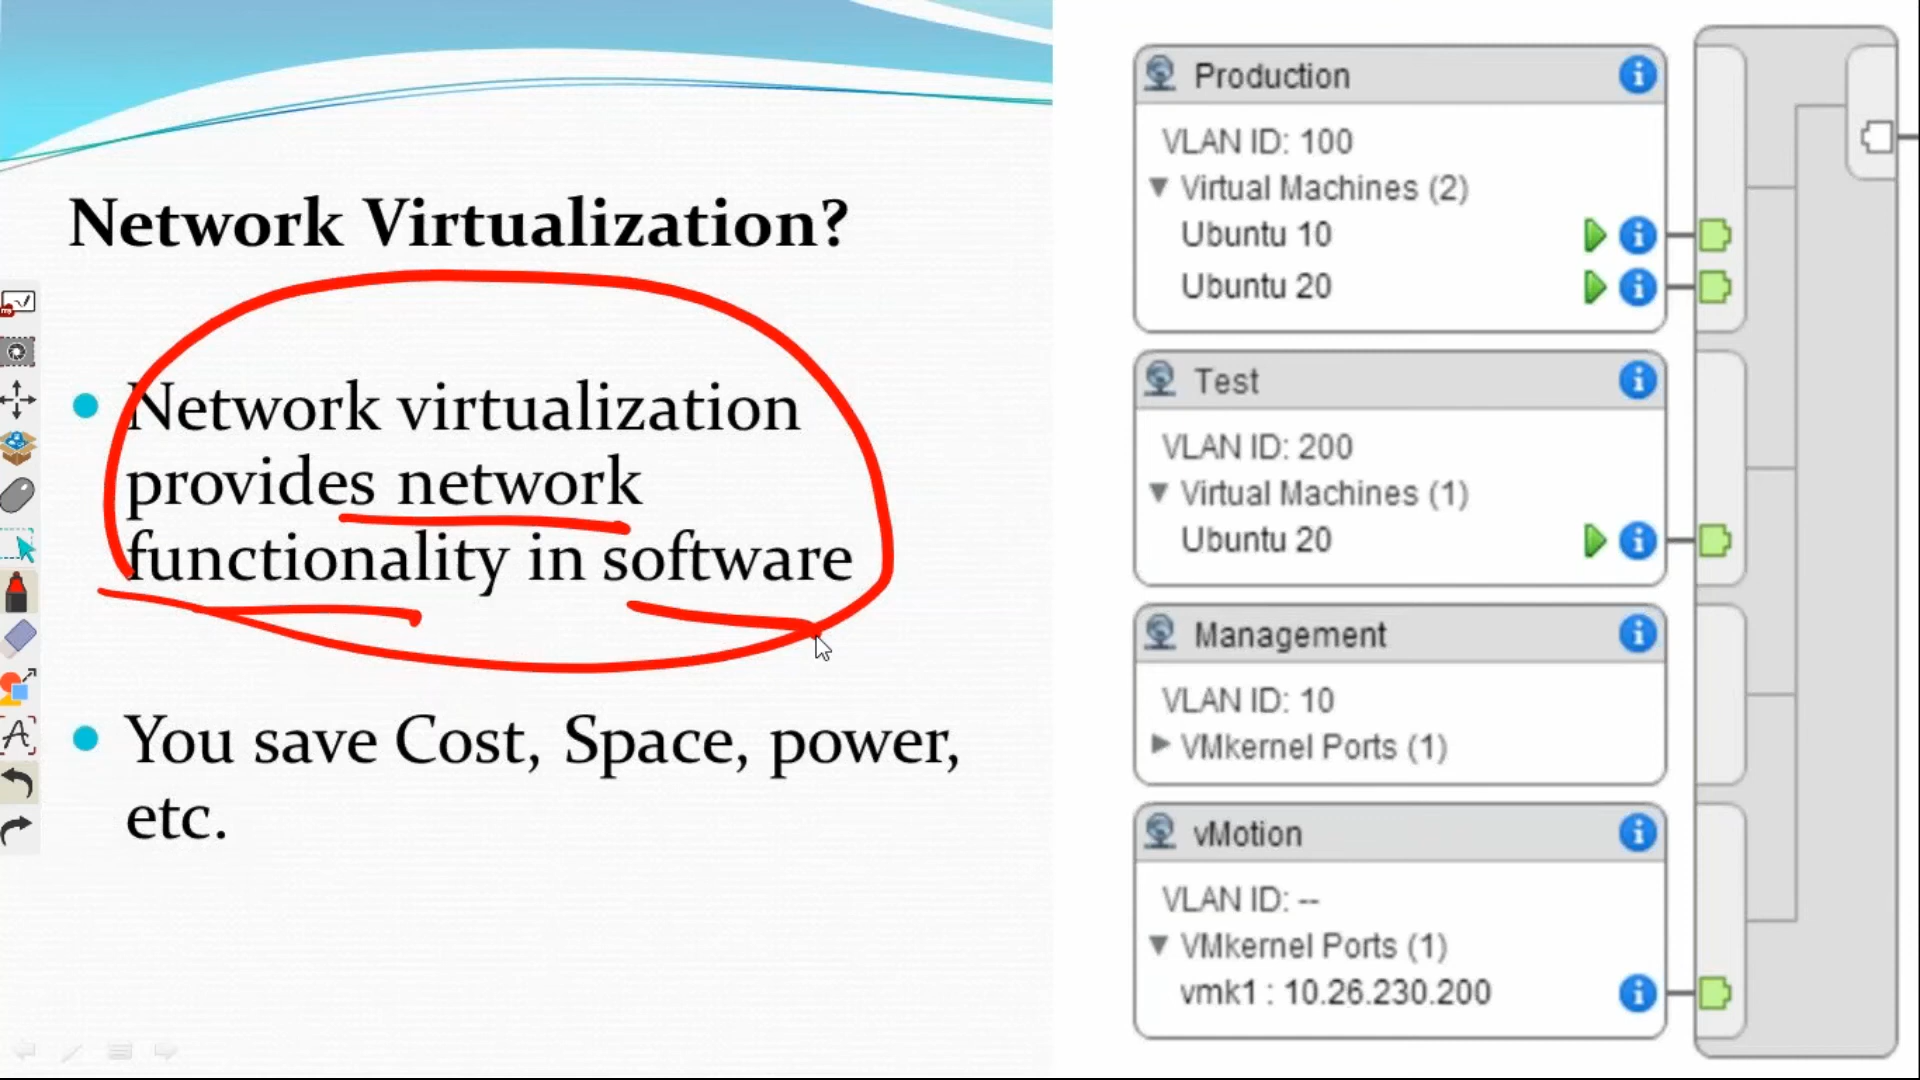 Network Virtualization?
Network virtualization
provides network
functionality in software
You save Cost, Space, power,
etc.
Production
VLAN ID: 100
Virtual Machines (2)
Ubuntu 10
Ubuntu 20
Test
VLAN ID: 200
Virtual Machines (1)
Ubuntu 20
Management
VLAN ID: 10
VMkernel Ports (1)
vMotion
VLAN ID: --
VMkernel Ports (1)
vmk1 : 10.26.230.200